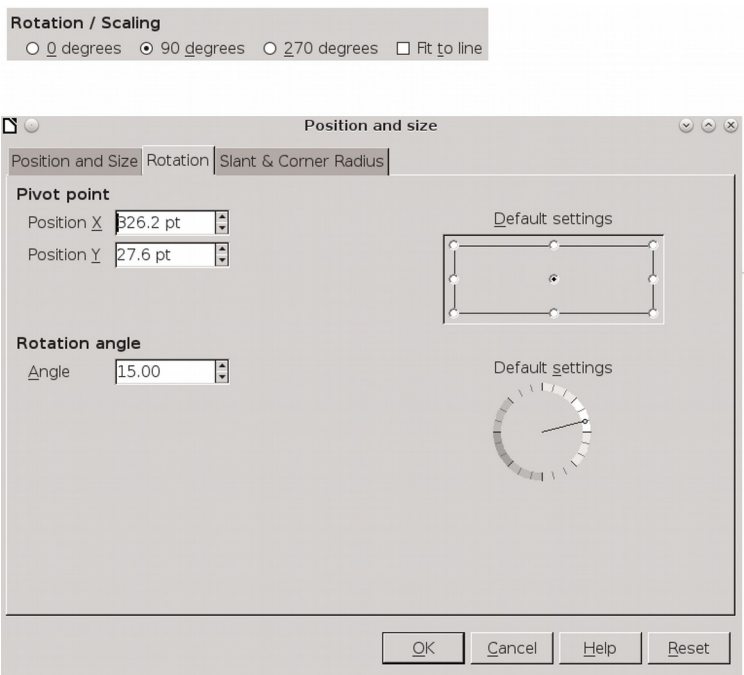 Rotation / Scaling
0 degrees 90 degrees 270 degrees Fit to line
Position and size
Position and Size Rotation Slant & Corner Radius
Pivot point
Position X 326.2 pt
Default settings
Position Y 27.6 pt
Rotation angle
Angle 15.00
Default settings
OK Cancel Help Reset